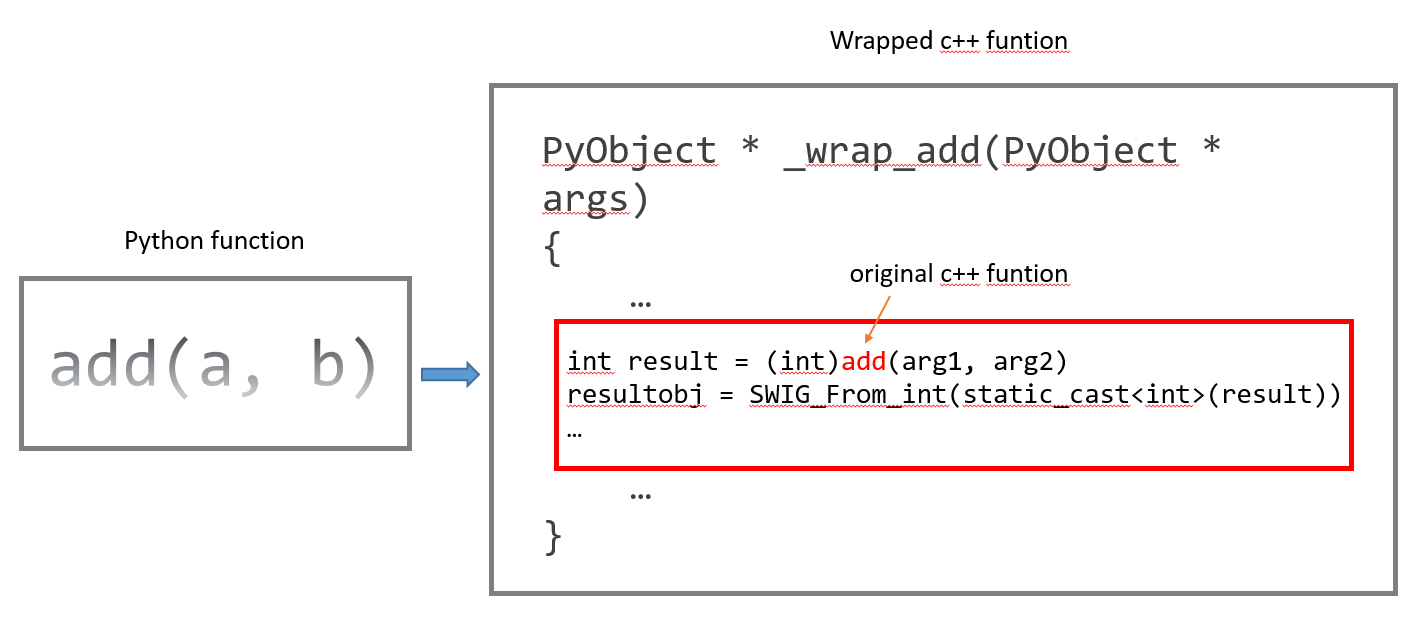 Wrapped c++ funtion
PyObject * _wrap_add(PyObject *
args)
{
Python function
original c++ funtion
…
add(a, b)
int result = (int)add(arg1, arg2)
resultobj = SWIG_From_int(static_cast<int>(result))
…
…
}